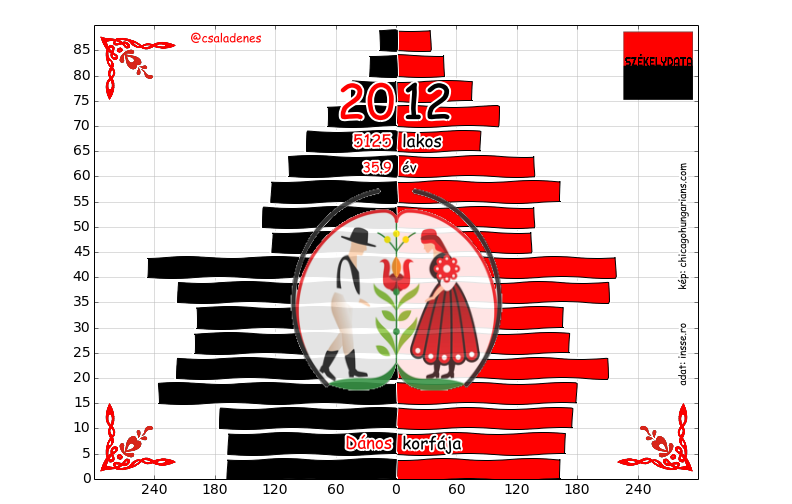 @csaladenes
SZÉKELYDATA
2012
5125 lakos
35.9 év
kép: chicagohungarians.com
adat: insse.ro
Dános korfája
85
80
75
70
65
60
55
50
45
40
35
30
25
20
15
10
5
0
240 180 120 60 0 60 120 180 240